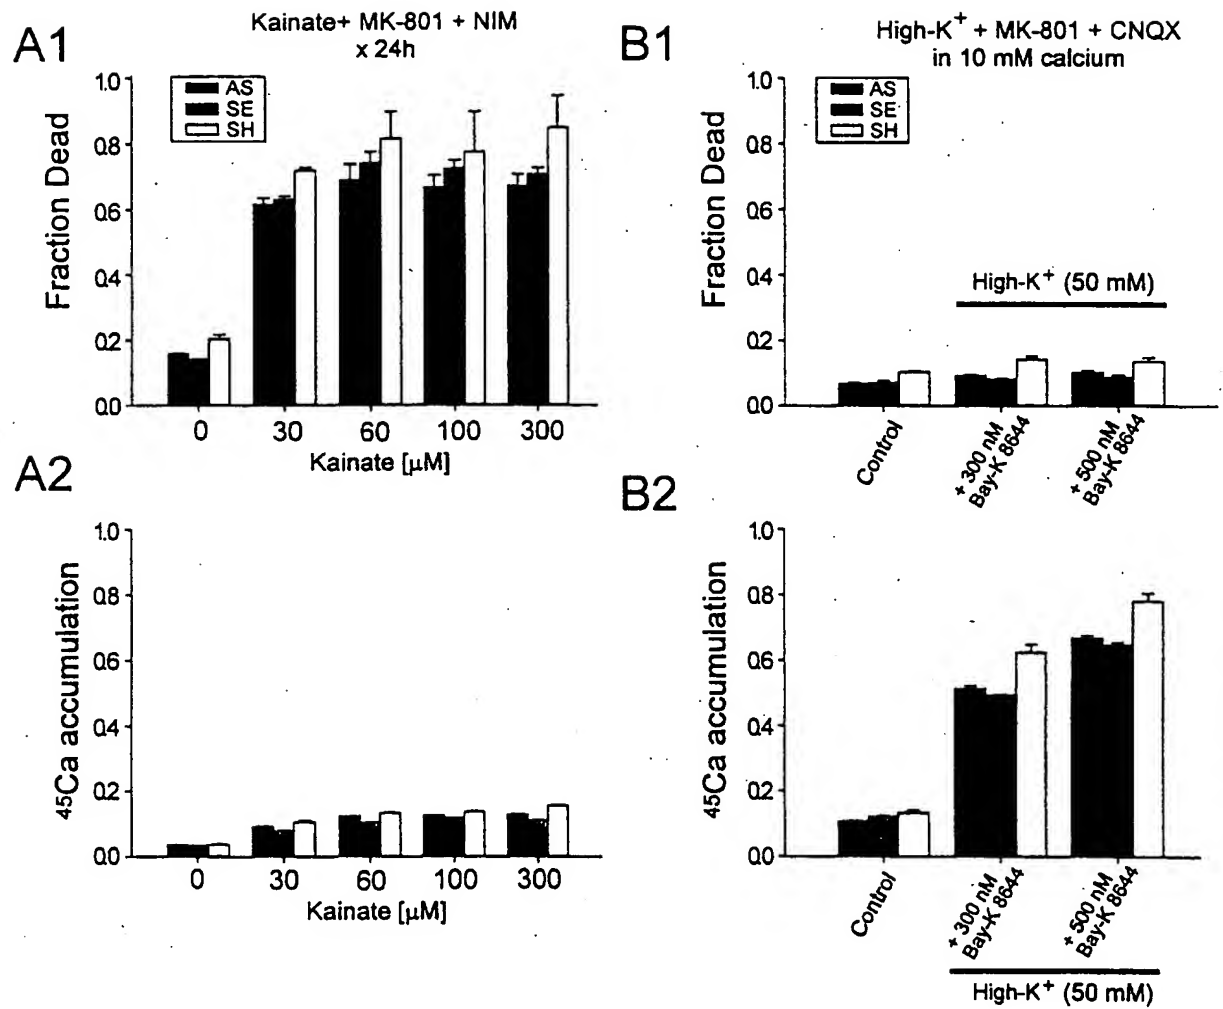 A1
Kainate+ MK-801 + NIM
x 24h
AS
SE
SH
Fraction Dead
1.0
0.8
0.6
0.4
0.2
0.0
0 30 60 100 300
Kainate [µM]
B1
High-K+ + MK-801 + CNQX
in 10 mM calcium
AS
SE
SH
Fraction Dead
1.0
0.8
0.6
0.4
0.2
0.0
High-K+ (50 mM)
Control
+ 300 nM
Bay-K 8644
+ 500 nM
Bay-K 8644
A2
45Ca accumulation
1.0
0.8
0.6
0.4
0.2
0.0
0 30 60 100 300
Kainate [µM]
B2
45Ca accumulation
1.0
0.8
0.6
0.4
0.2
0.0
Control
+ 300 nM
Bay-K 8644
+ 500 nM
Bay-K 8644
High-K+ (50 mM)